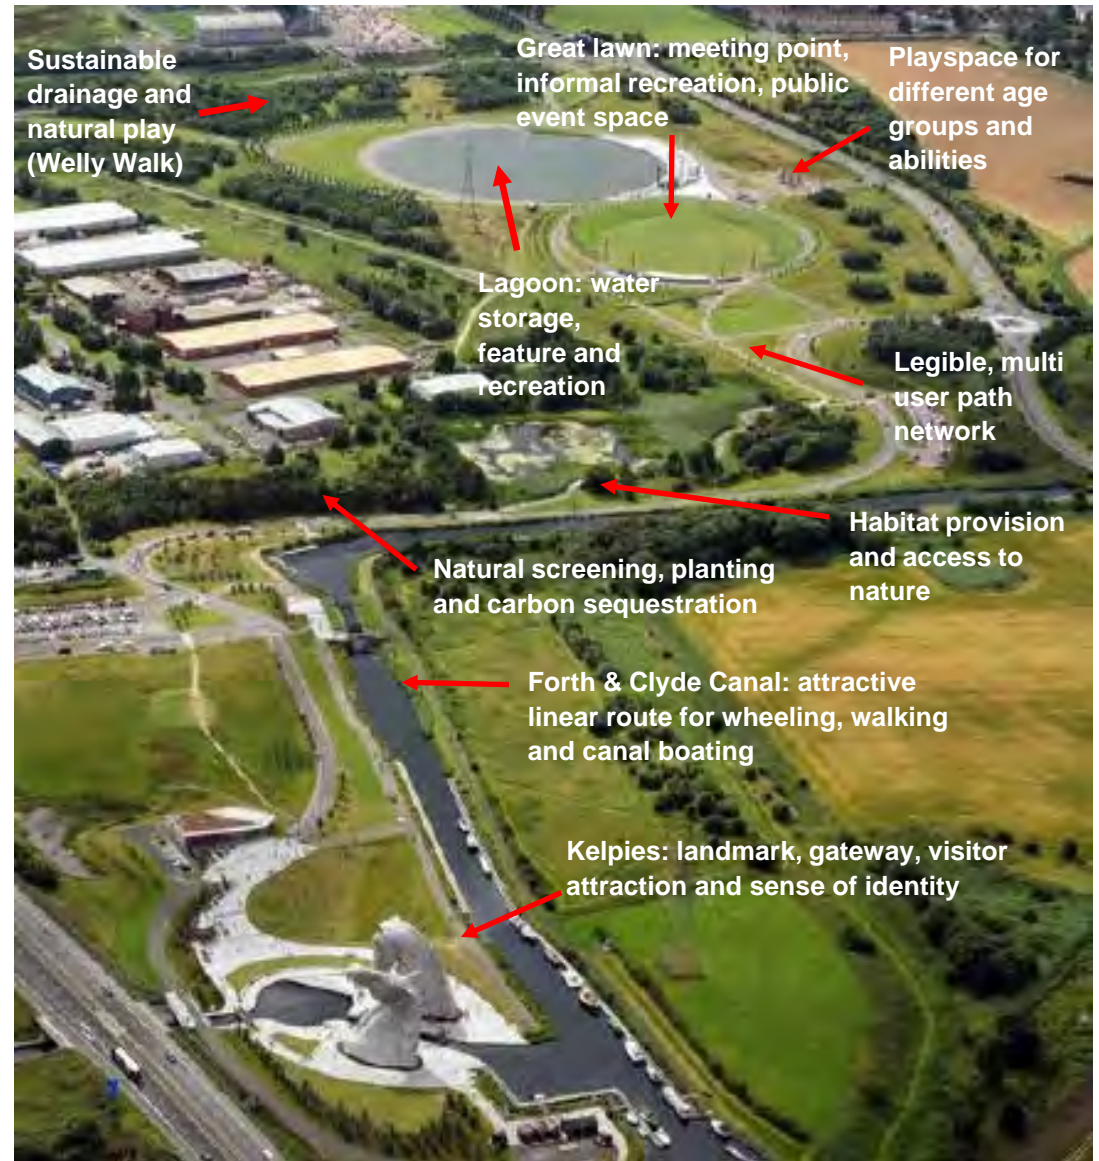 Sustainable
drainage and
natural play
(Welly Walk)
Great lawn: meeting point,
informal recreation, public
event space
Playspace for
different age
groups and
abilities
Lagoon: water
storage,
feature and
recreation
Legible, multi
user path
network
Habitat provision
and access to
nature
Natural screening, planting
and carbon sequestration
Forth & Clyde Canal: attractive
linear route for wheeling, walking
and canal boating
Kelpies: landmark, gateway, visitor
attraction and sense of identity